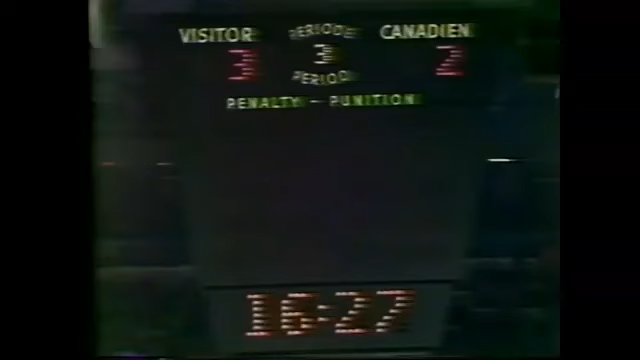 VISITOR PERIODE CANADIEN
3 3 2
PERIOD
PENALTY - PUNITION
16:27